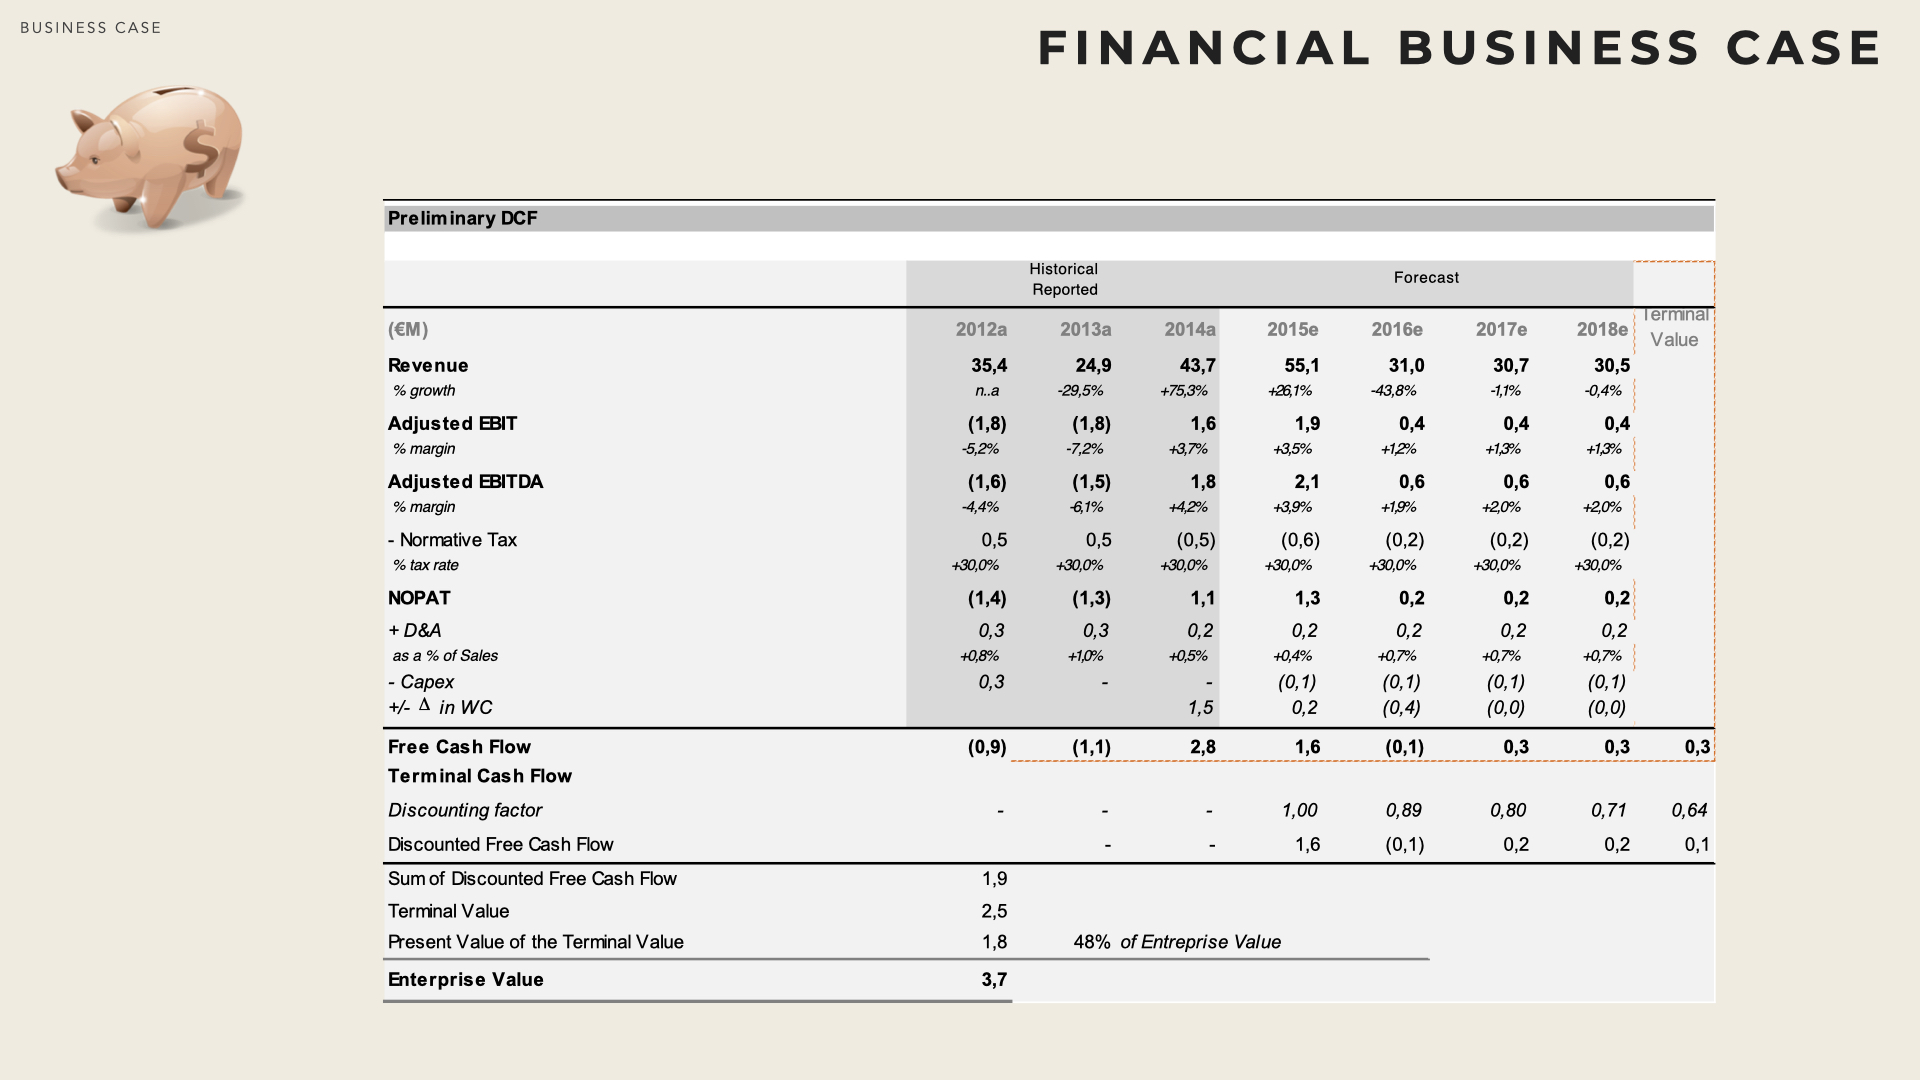 BUSINESS CASE
FINANCIAL BUSINESS CASE
$
Preliminary DCF
Historical Reported Forecast
(€M) 2012a 2013a 2014a 2015e 2016e 2017e 2018e Terminal Value
Revenue 35,4 24,9 43,7 55,1 31,0 30,7 30,5
% growth n..a -29,5% +75,3% +26,1% -43,8% -1,1% -0,4%
Adjusted EBIT (1,8) (1,8) 1,6 1,9 0,4 0,4 0,4
% margin -5,2% -7,2% +3,7% +3,5% +1,2% +1,3% +1,3%
Adjusted EBITDA (1,6) (1,5) 1,8 2,1 0,6 0,6 0,6
% margin -4,4% -6,1% +4,2% +3,9% +1,9% +2,0% +2,0%
- Normative Tax 0,5 0,5 (0,5) (0,6) (0,2) (0,2) (0,2)
% tax rate +30,0% +30,0% +30,0% +30,0% +30,0% +30,0% +30,0%
NOPAT (1,4) (1,3) 1,1 1,3 0,2 0,2 0,2
+ D&A 0,3 0,3 0,2 0,2 0,2 0,2 0,2
as a % of Sales +0,8% +1,0% +0,5% +0,4% +0,7% +0,7% +0,7%
- Capex 0,3 - - (0,1) (0,1) (0,1) (0,1)
+/- Δ in WC 1,5 0,2 (0,4) (0,0) (0,0)
Free Cash Flow (0,9) (1,1) 2,8 1,6 (0,1) 0,3 0,3 0,3
Terminal Cash Flow
Discounting factor - - - 1,00 0,89 0,80 0,71 0,64
Discounted Free Cash Flow - - 1,6 (0,1) 0,2 0,2 0,1
Sum of Discounted Free Cash Flow 1,9
Terminal Value 2,5
Present Value of the Terminal Value 1,8 48% of Entreprise Value
Enterprise Value 3,7